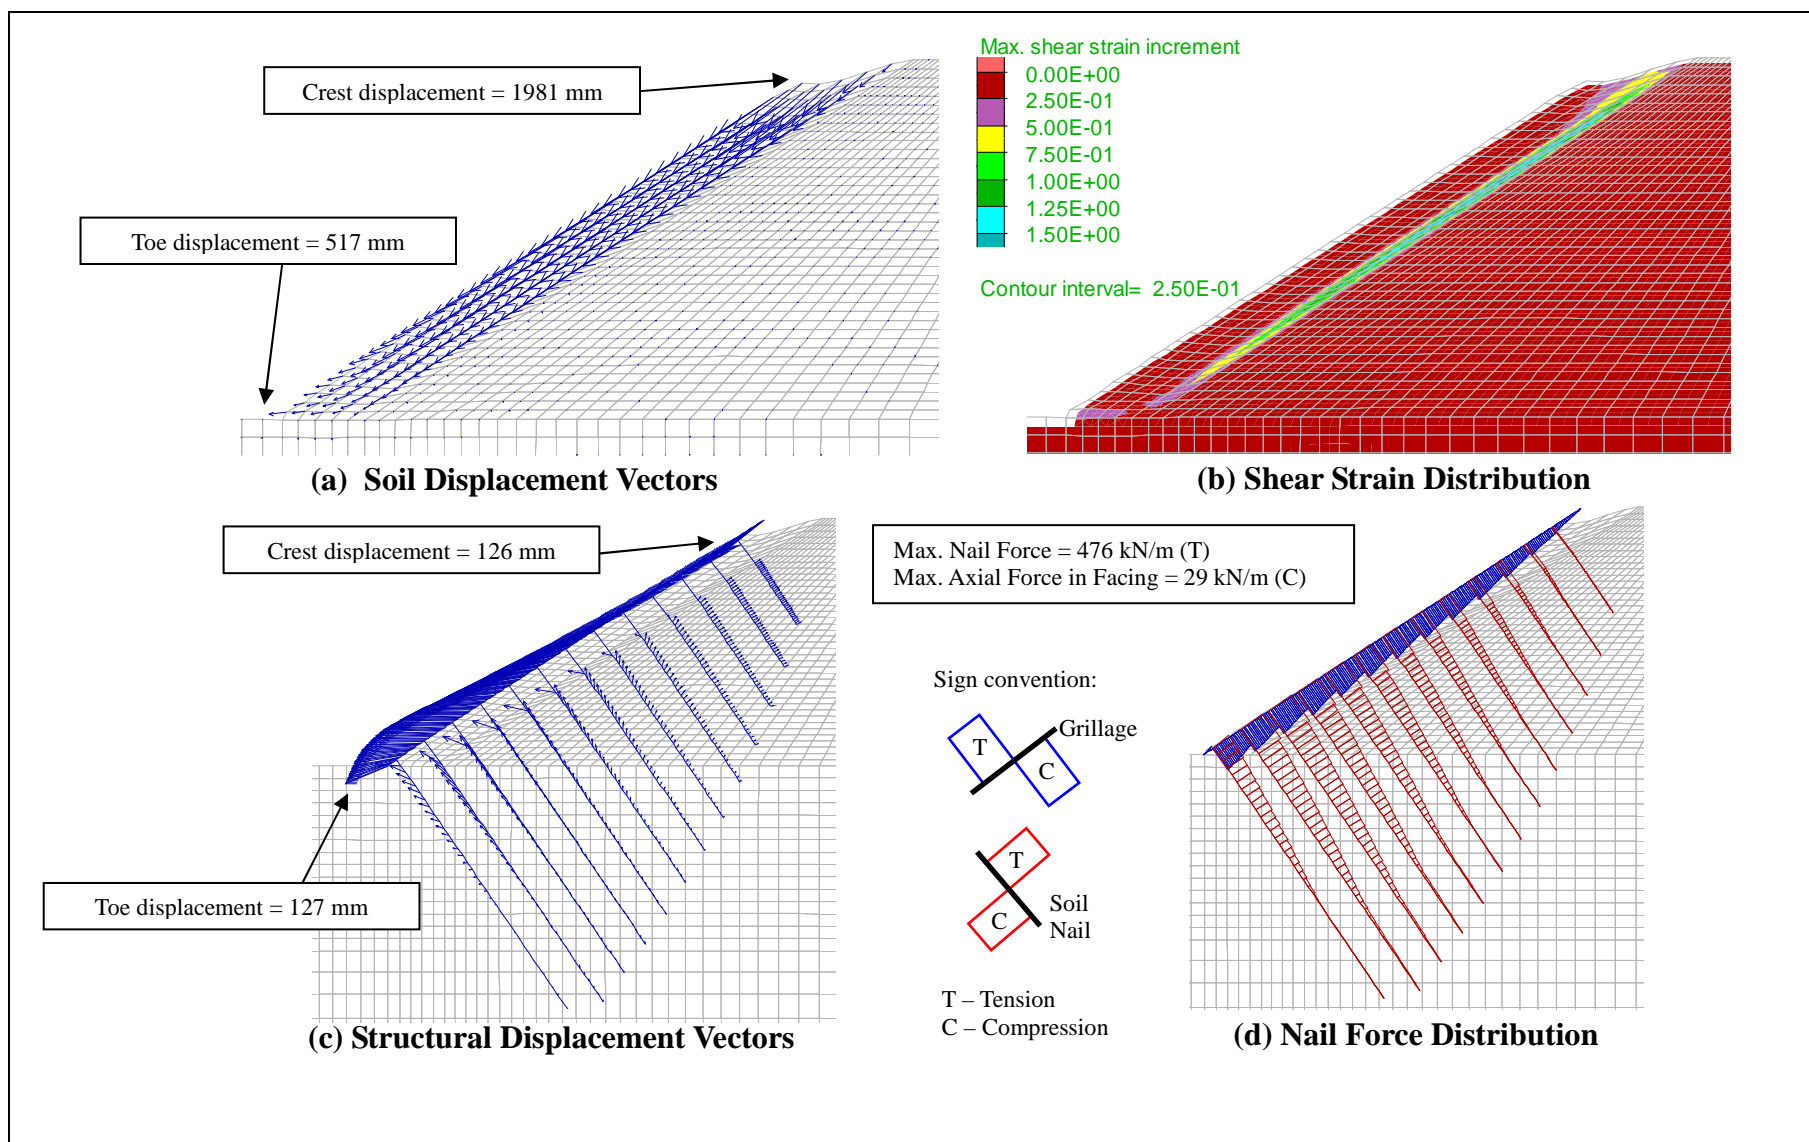 Crest displacement = 1981 mm
Toe displacement = 517 mm
(a) Soil Displacement Vectors
Max. shear strain increment
0.00E+00
2.50E-01
5.00E-01
7.50E-01
1.00E+00
1.25E+00
1.50E+00
Contour interval= 2.50E-01
(b) Shear Strain Distribution
Crest displacement = 126 mm
Toe displacement = 127 mm
(c) Structural Displacement Vectors
Max. Nail Force = 476 kN/m (T)
Max. Axial Force in Facing = 29 kN/m (C)
Sign convention:
Grillage
T
C
T
C
Soil
Nail
T – Tension
C – Compression
(d) Nail Force Distribution